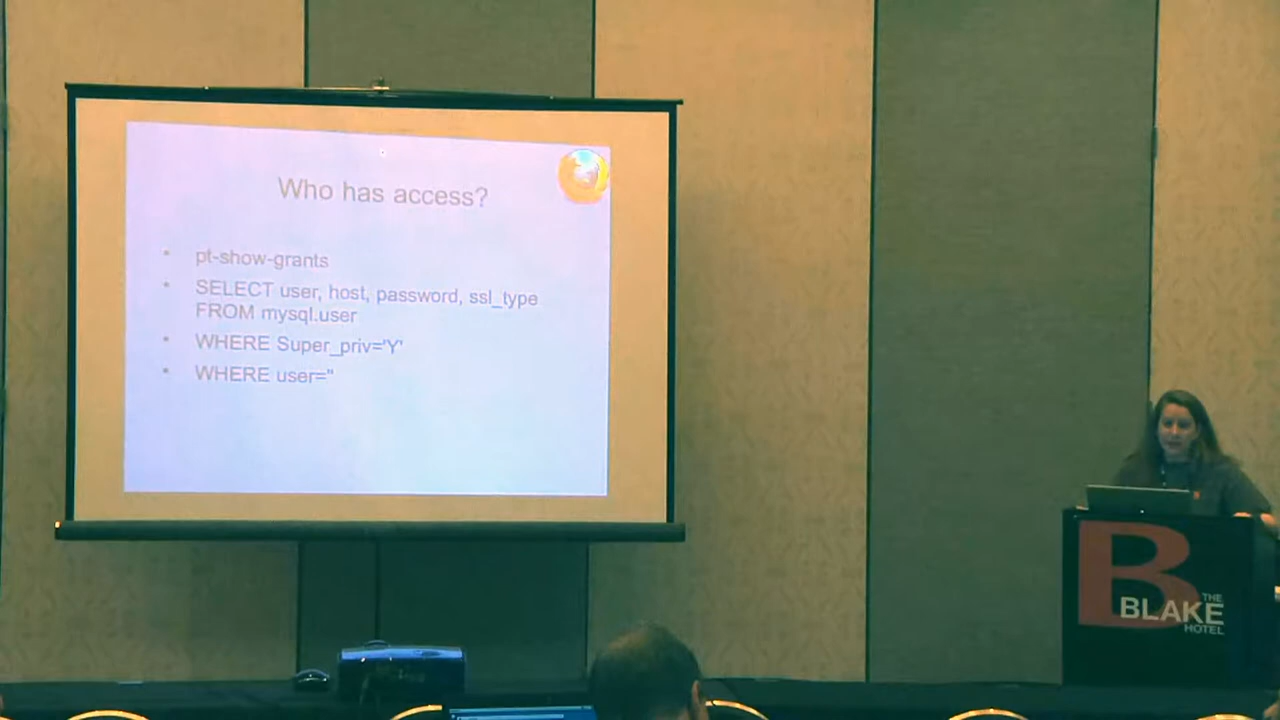 Who has access?
• pt-show-grants
• SELECT user, host, password, ssl_type
FROM mysql.user
• WHERE Super_priv='Y'
• WHERE user=''
B
THE
BLAKE
HOTEL